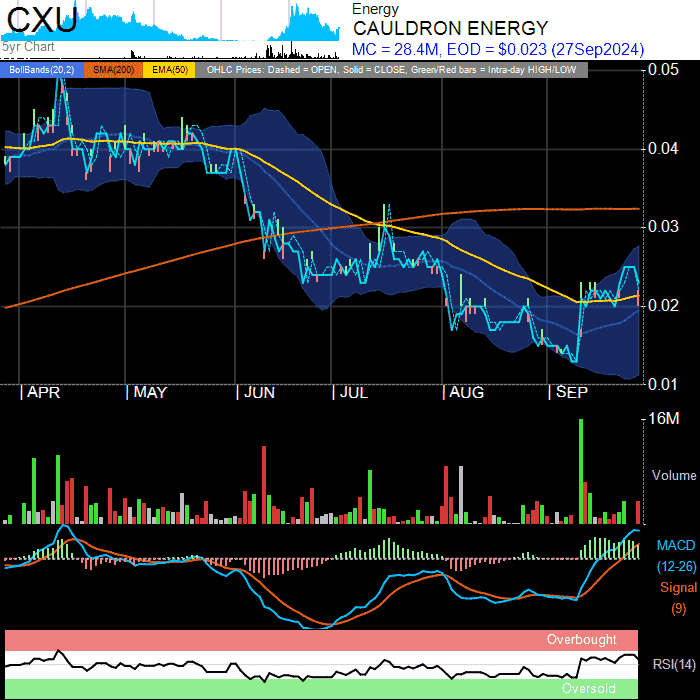 CXU
5yr Chart
Energy
CAULDRON ENERGY
MC = 28.4M, EOD = $0.023 (27Sep2024)
BollBands(20,2) SMA(200) EMA(50) OHLC Prices: Dashed = OPEN, Solid = CLOSE, Green/Red bars = Intra-day HIGH/LOW
0.05
0.04
0.03
0.02
0.01
| APR | MAY | JUN | JUL | AUG | SEP
16M
Volume
MACD
(12-26)
Signal
(9)
Overbought
RSI(14)
Oversold